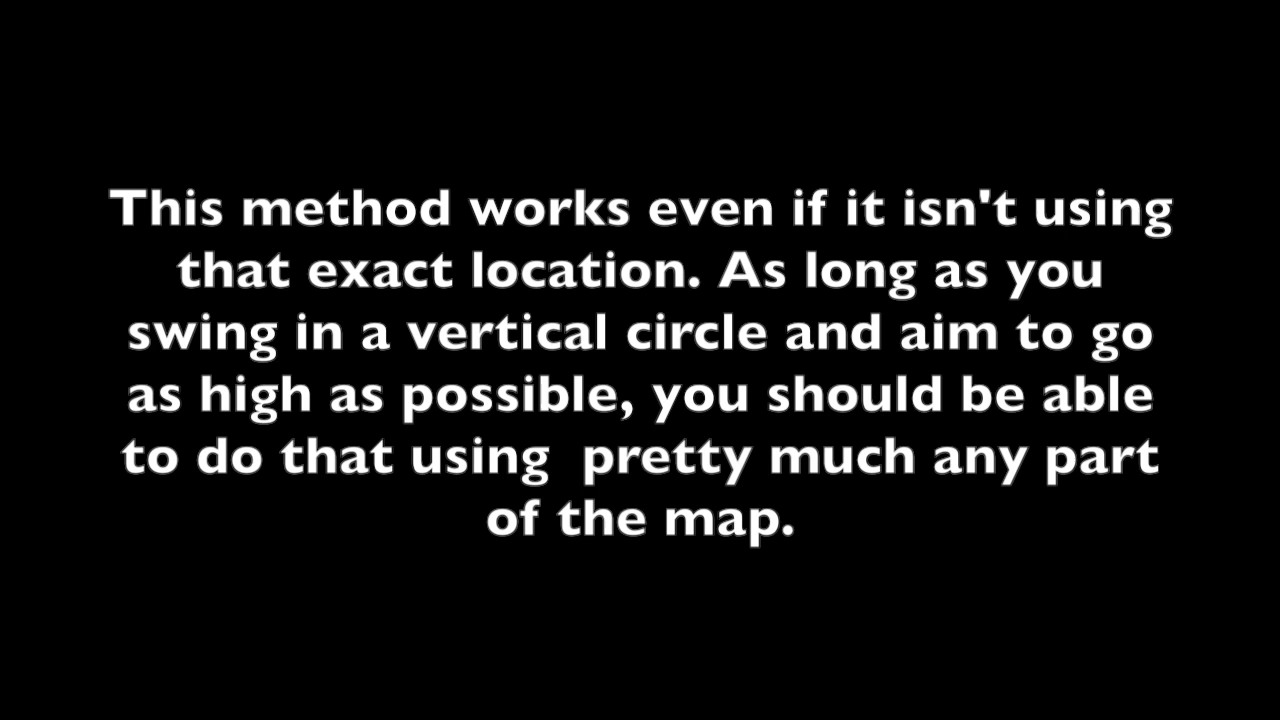 This method works even if it isn't using
that exact location. As long as you
swing in a vertical circle and aim to go
as high as possible, you should be able
to do that using  pretty much any part
of the map.